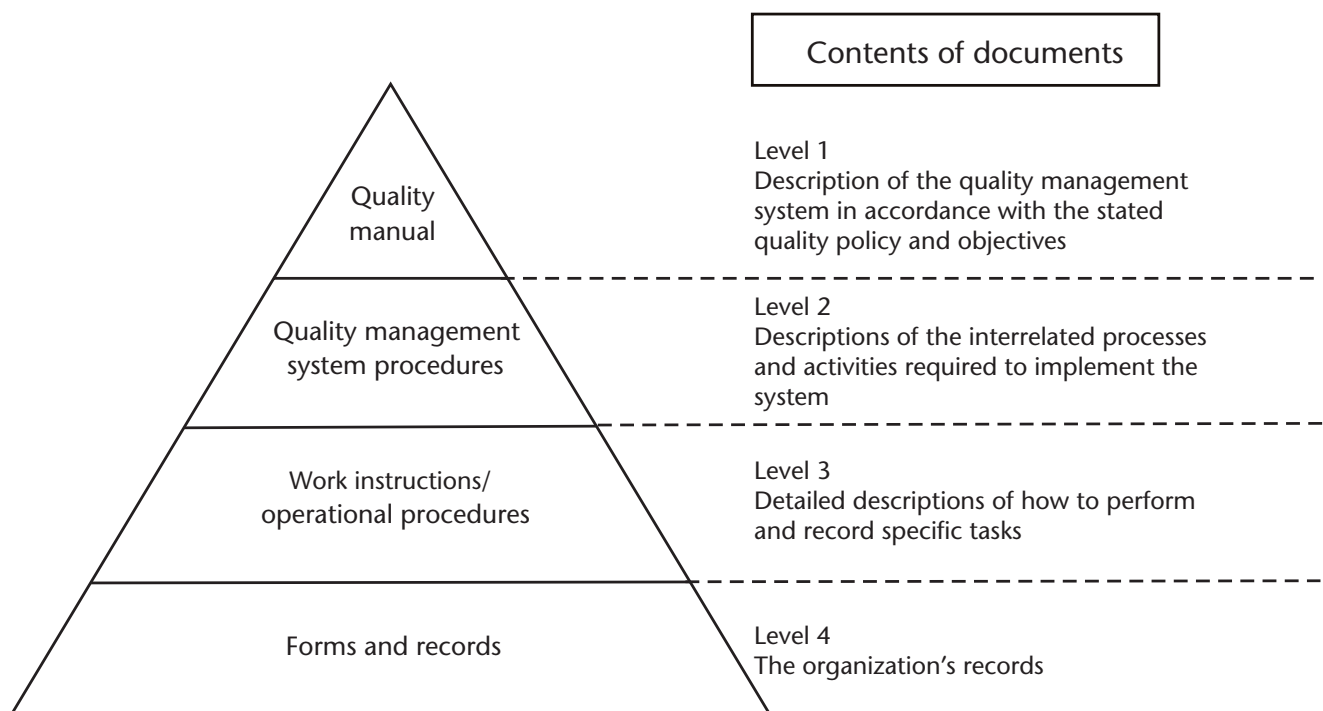 Contents of documents
Quality
manual
Level 1
Description of the quality management
system in accordance with the stated
quality policy and objectives
Quality management
system procedures
Level 2
Descriptions of the interrelated processes
and activities required to implement the
system
Work instructions/
operational procedures
Level 3
Detailed descriptions of how to perform
and record specific tasks
Forms and records
Level 4
The organization’s records